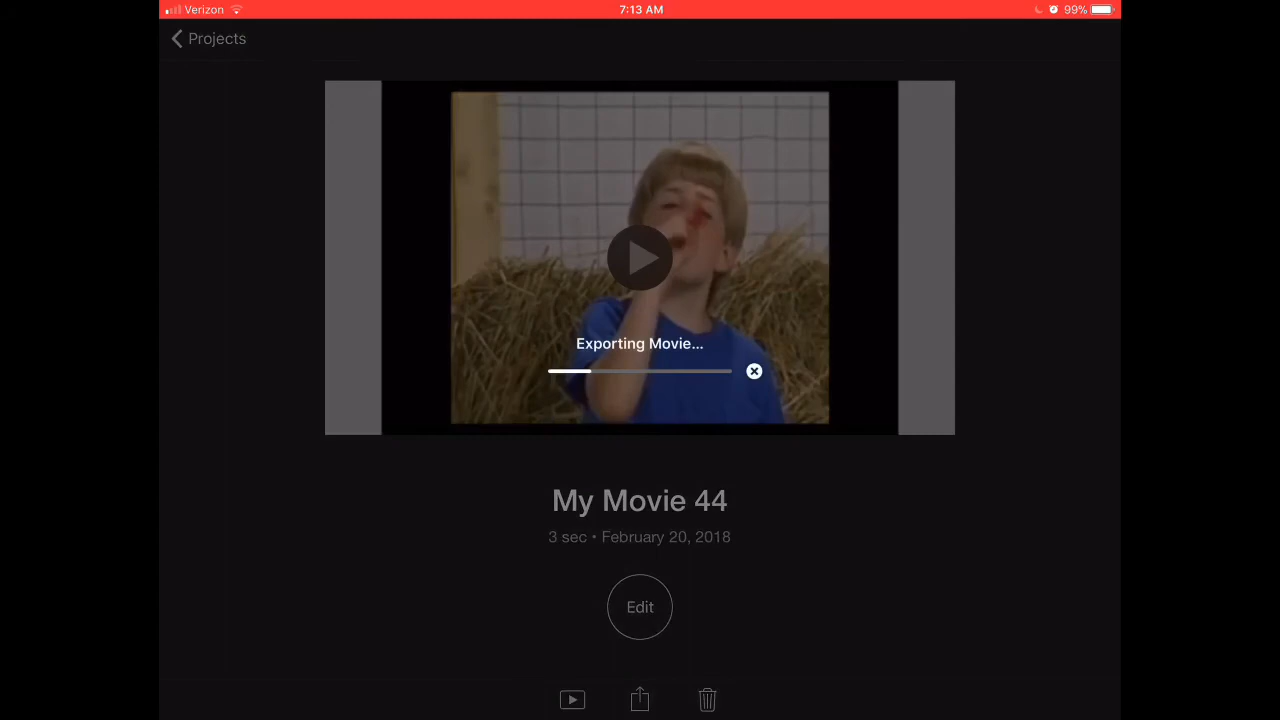 Verizon 7:13 AM 99%
Projects
Exporting Movie...
My Movie 44
3 sec • February 20, 2018
Edit